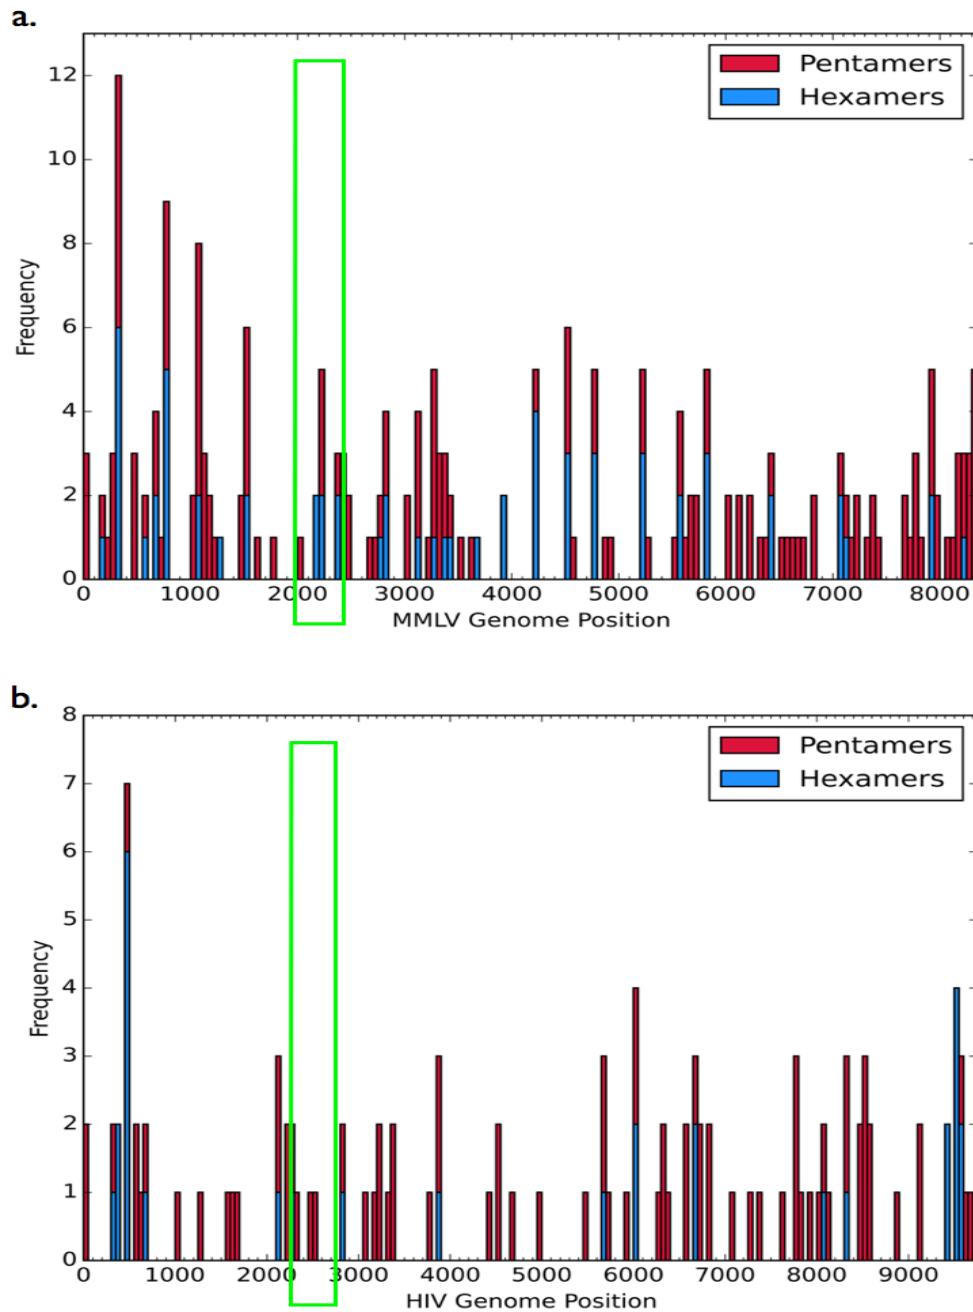 a.
Pentamers
Hexamers
12
10
8
6
4
2
0
Frequency
0 1000 2000 3000 4000 5000 6000 7000 8000
MMLV Genome Position
b.
Pentamers
Hexamers
8
7
6
5
4
3
2
1
0
Frequency
0 1000 2000 3000 4000 5000 6000 7000 8000 9000
HIV Genome Position